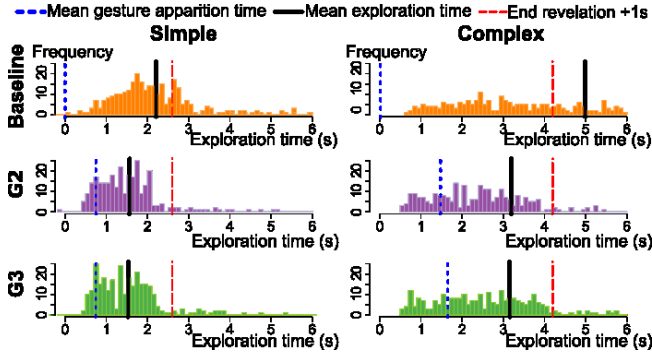 Mean gesture apparition time Mean exploration time End revelation +1s
Simple Complex
Baseline
Frequency
0 10 20
0 1 2 3 4 5 6
Exploration time (s)
0 10 20
0 1 2 3 4 5 6
Exploration time (s)
G2
0 10 20
0 1 2 3 4 5 6
Exploration time (s)
0 10 20
0 1 2 3 4 5 6
Exploration time (s)
G3
0 10 20
0 1 2 3 4 5 6
Exploration time (s)
0 10 20
0 1 2 3 4 5 6
Exploration time (s)